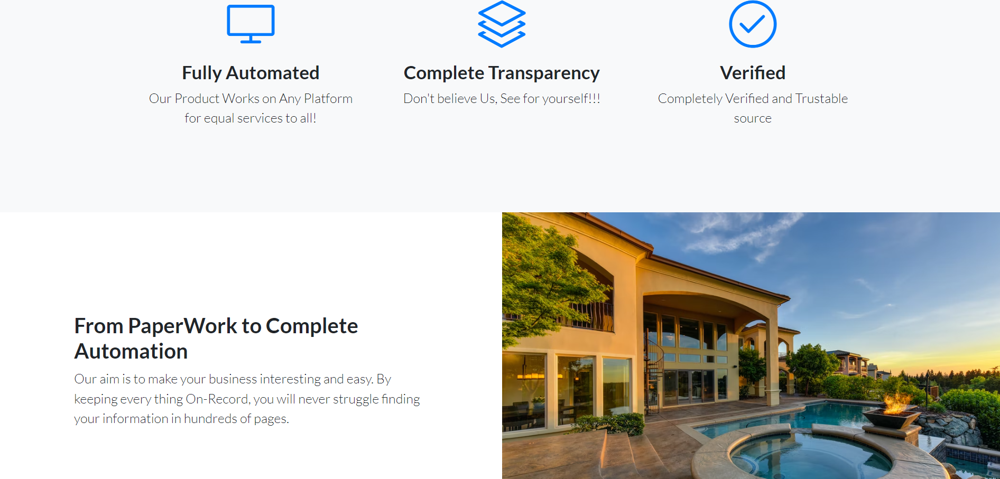 Fully Automated
Our Product Works on Any Platform
for equal services to all!
Complete Transparency
Don't believe Us, See for yourself!!!
Verified
Completely Verified and Trustable
source
From PaperWork to Complete
Automation
Our aim is to make your business interesting and easy. By
keeping every thing On-Record, you will never struggle finding
your information in hundreds of pages.